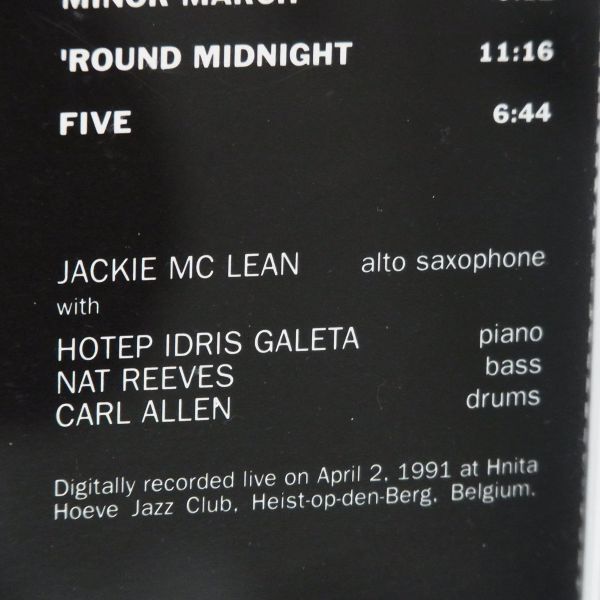 MINOR MARCH
'ROUND MIDNIGHT 11:16
FIVE 6:44
JACKIE MC LEAN alto saxophone
with
HOTEP IDRIS GALETA piano
NAT REEVES bass
CARL ALLEN drums
Digitally recorded live on April 2, 1991 at Hnita
Hoeve Jazz Club, Heist-op-den-Berg, Belgium.